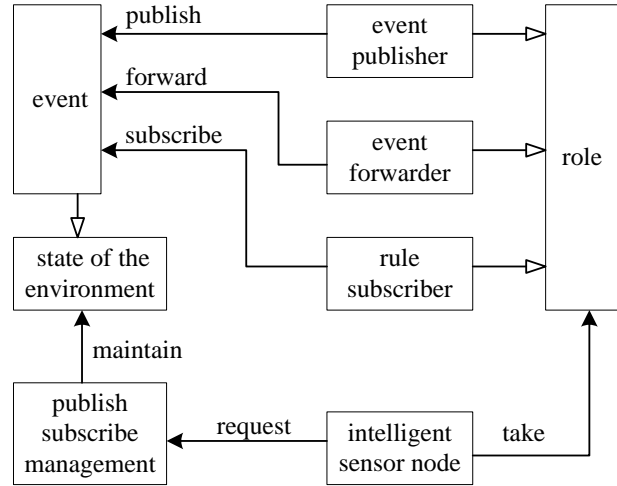 publish
event
publisher
forward
event
subscribe
event
forwarder
role
state of the
environment
rule
subscriber
maintain
publish
subscribe
management
request
intelligent
sensor node
take